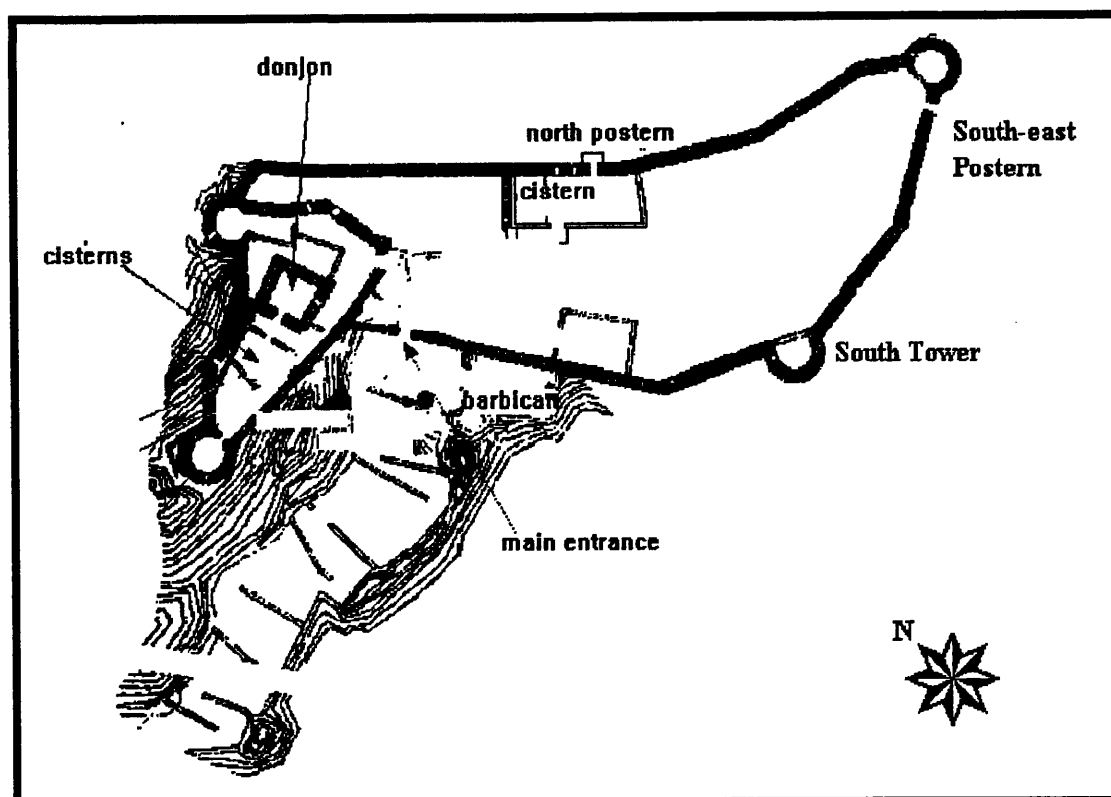 donjon
north postern
South-east
Postern
cistern
cisterns
South Tower
barbican
main entrance
N